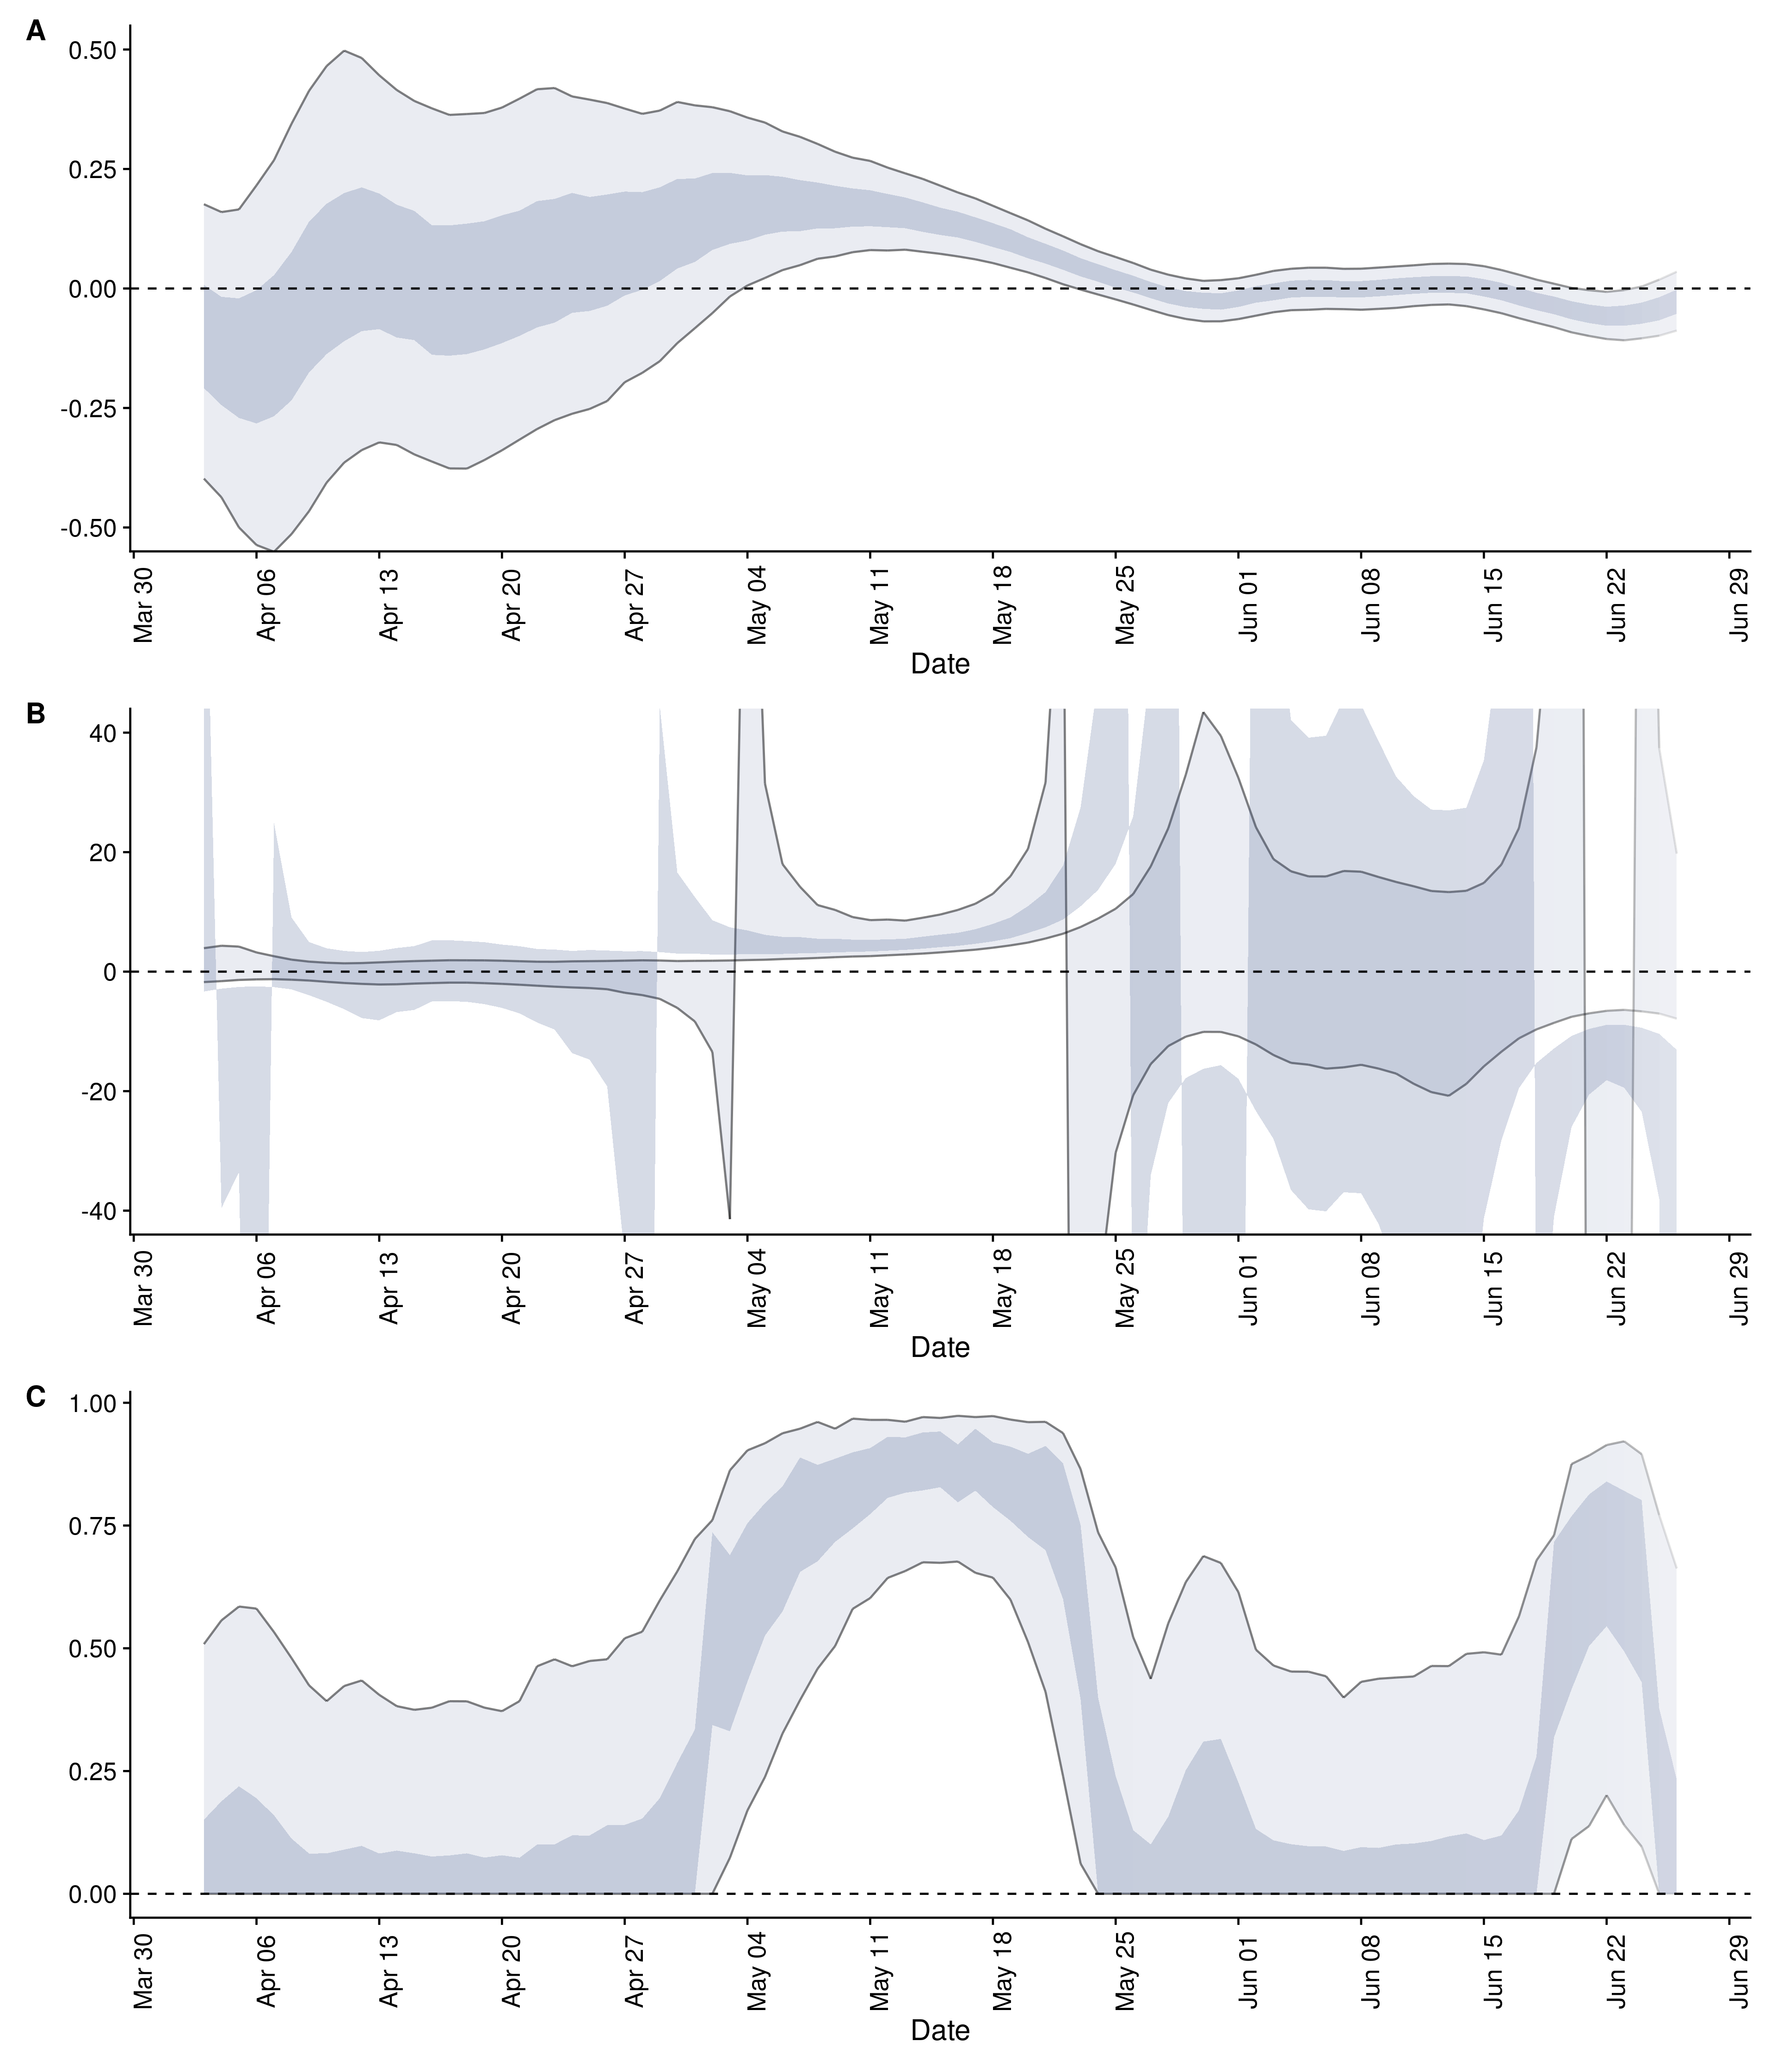 A
0.50
0.25
0.00
-0.25
-0.50
Mar 30
Apr 06
Apr 13
Apr 20
Apr 27
May 04
May 11
May 18
May 25
Jun 01
Jun 08
Jun 15
Jun 22
Jun 29
Date
B
40
20
0
-20
-40
Mar 30
Apr 06
Apr 13
Apr 20
Apr 27
May 04
May 11
May 18
May 25
Jun 01
Jun 08
Jun 15
Jun 22
Jun 29
Date
C
1.00
0.75
0.50
0.25
0.00
Mar 30
Apr 06
Apr 13
Apr 20
Apr 27
May 04
May 11
May 18
May 25
Jun 01
Jun 08
Jun 15
Jun 22
Jun 29
Date